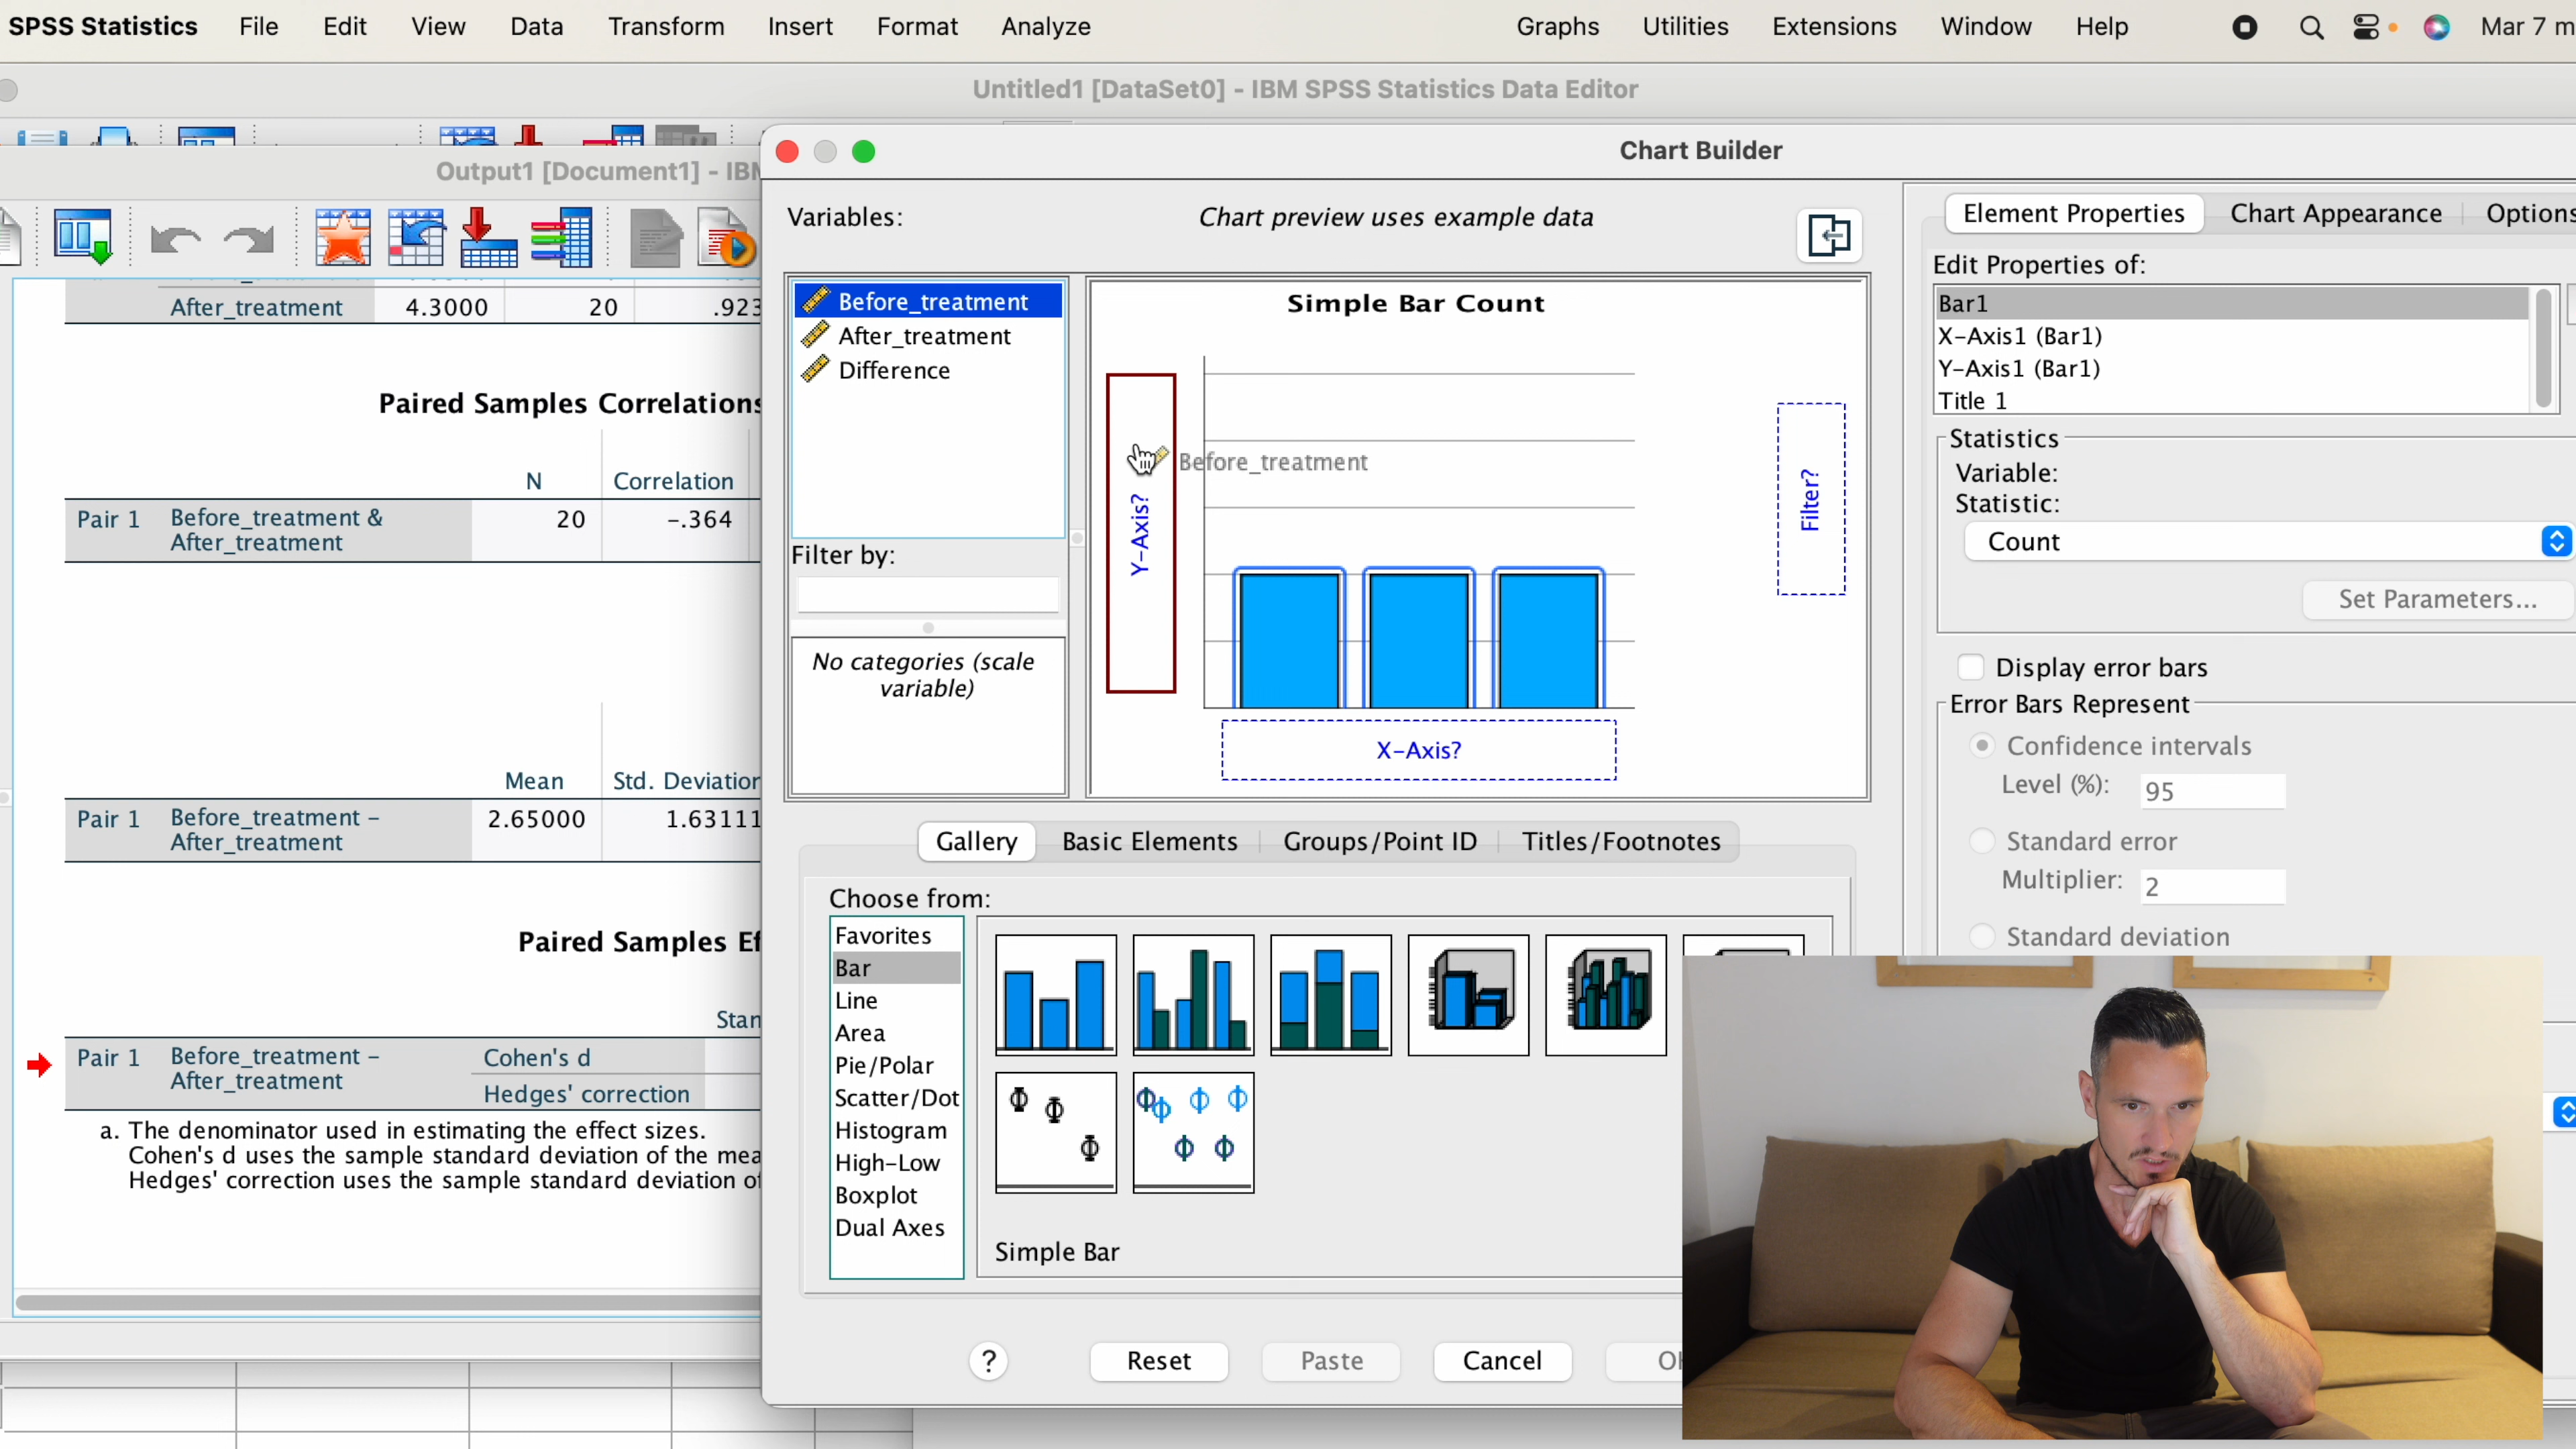 SPSS Statistics File Edit View Data Transform Insert Format Analyze Graphs Utilities Extensions Window Help Mar 7
Untitled1 [DataSet0] - IBM SPSS Statistics Data Editor
Output1 [Document1] -
Chart Builder
Variables:
Chart preview uses example data
Before_treatment
After_treatment
Difference
Simple Bar Count
Y-Axis?
Before_treatment
Filter?
X-Axis?
Filter by:
No categories (scale
variable)
Element Properties Chart Appearance Options
Edit Properties of:
Bar1
X-Axis1 (Bar1)
Y-Axis1 (Bar1)
Title 1
Statistics
Variable:
Statistic:
Count
Set Parameters...
Display error bars
Error Bars Represent
Confidence intervals
Level (%): 95
Standard error
Multiplier: 2
Standard deviation
Gallery Basic Elements Groups/Point ID Titles/Footnotes
Choose from:
Favorites
Bar
Line
Area
Pie/Polar
Scatter/Dot
Histogram
High-Low
Boxplot
Dual Axes
Simple Bar
? Reset Paste Cancel
After_treatment 4.3000 20 .923
Paired Samples Correlations
N Correlation
Pair 1 Before_treatment & 20 -.364
After_treatment
Mean Std. Deviation
Pair 1 Before_treatment - 2.65000 1.63111
After_treatment
Paired Samples
Pair 1 Before_treatment - Cohen's d
After_treatment Hedges' correction
a. The denominator used in estimating the effect sizes.
Cohen's d uses the sample standard deviation of the
Hedges' correction uses the sample standard deviation